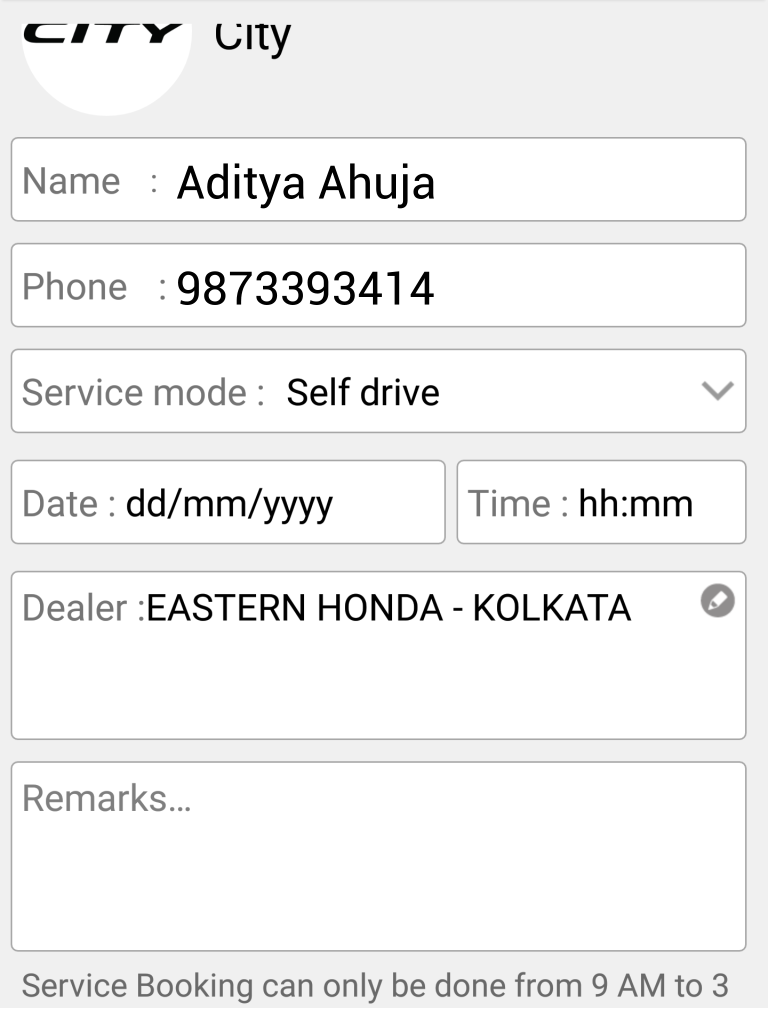 CITY City
Name : Aditya Ahuja
Phone : 9873393414
Service mode : Self drive
Date : dd/mm/yyyy Time : hh:mm
Dealer :EASTERN HONDA - KOLKATA
Remarks...
Service Booking can only be done from 9 AM to 3